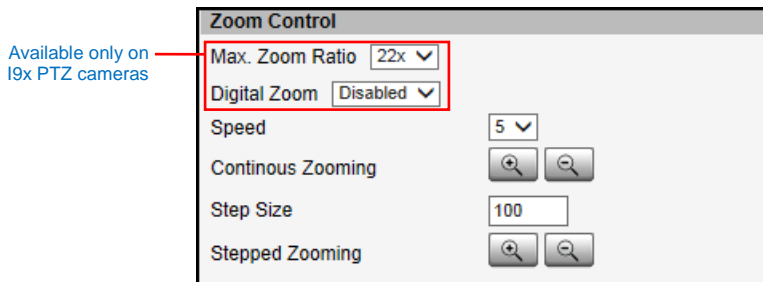 Zoom Control
Available only on
I9x PTZ cameras
Max. Zoom Ratio 22x
Digital Zoom Disabled
Speed 5
Continous Zooming
Step Size 100
Stepped Zooming